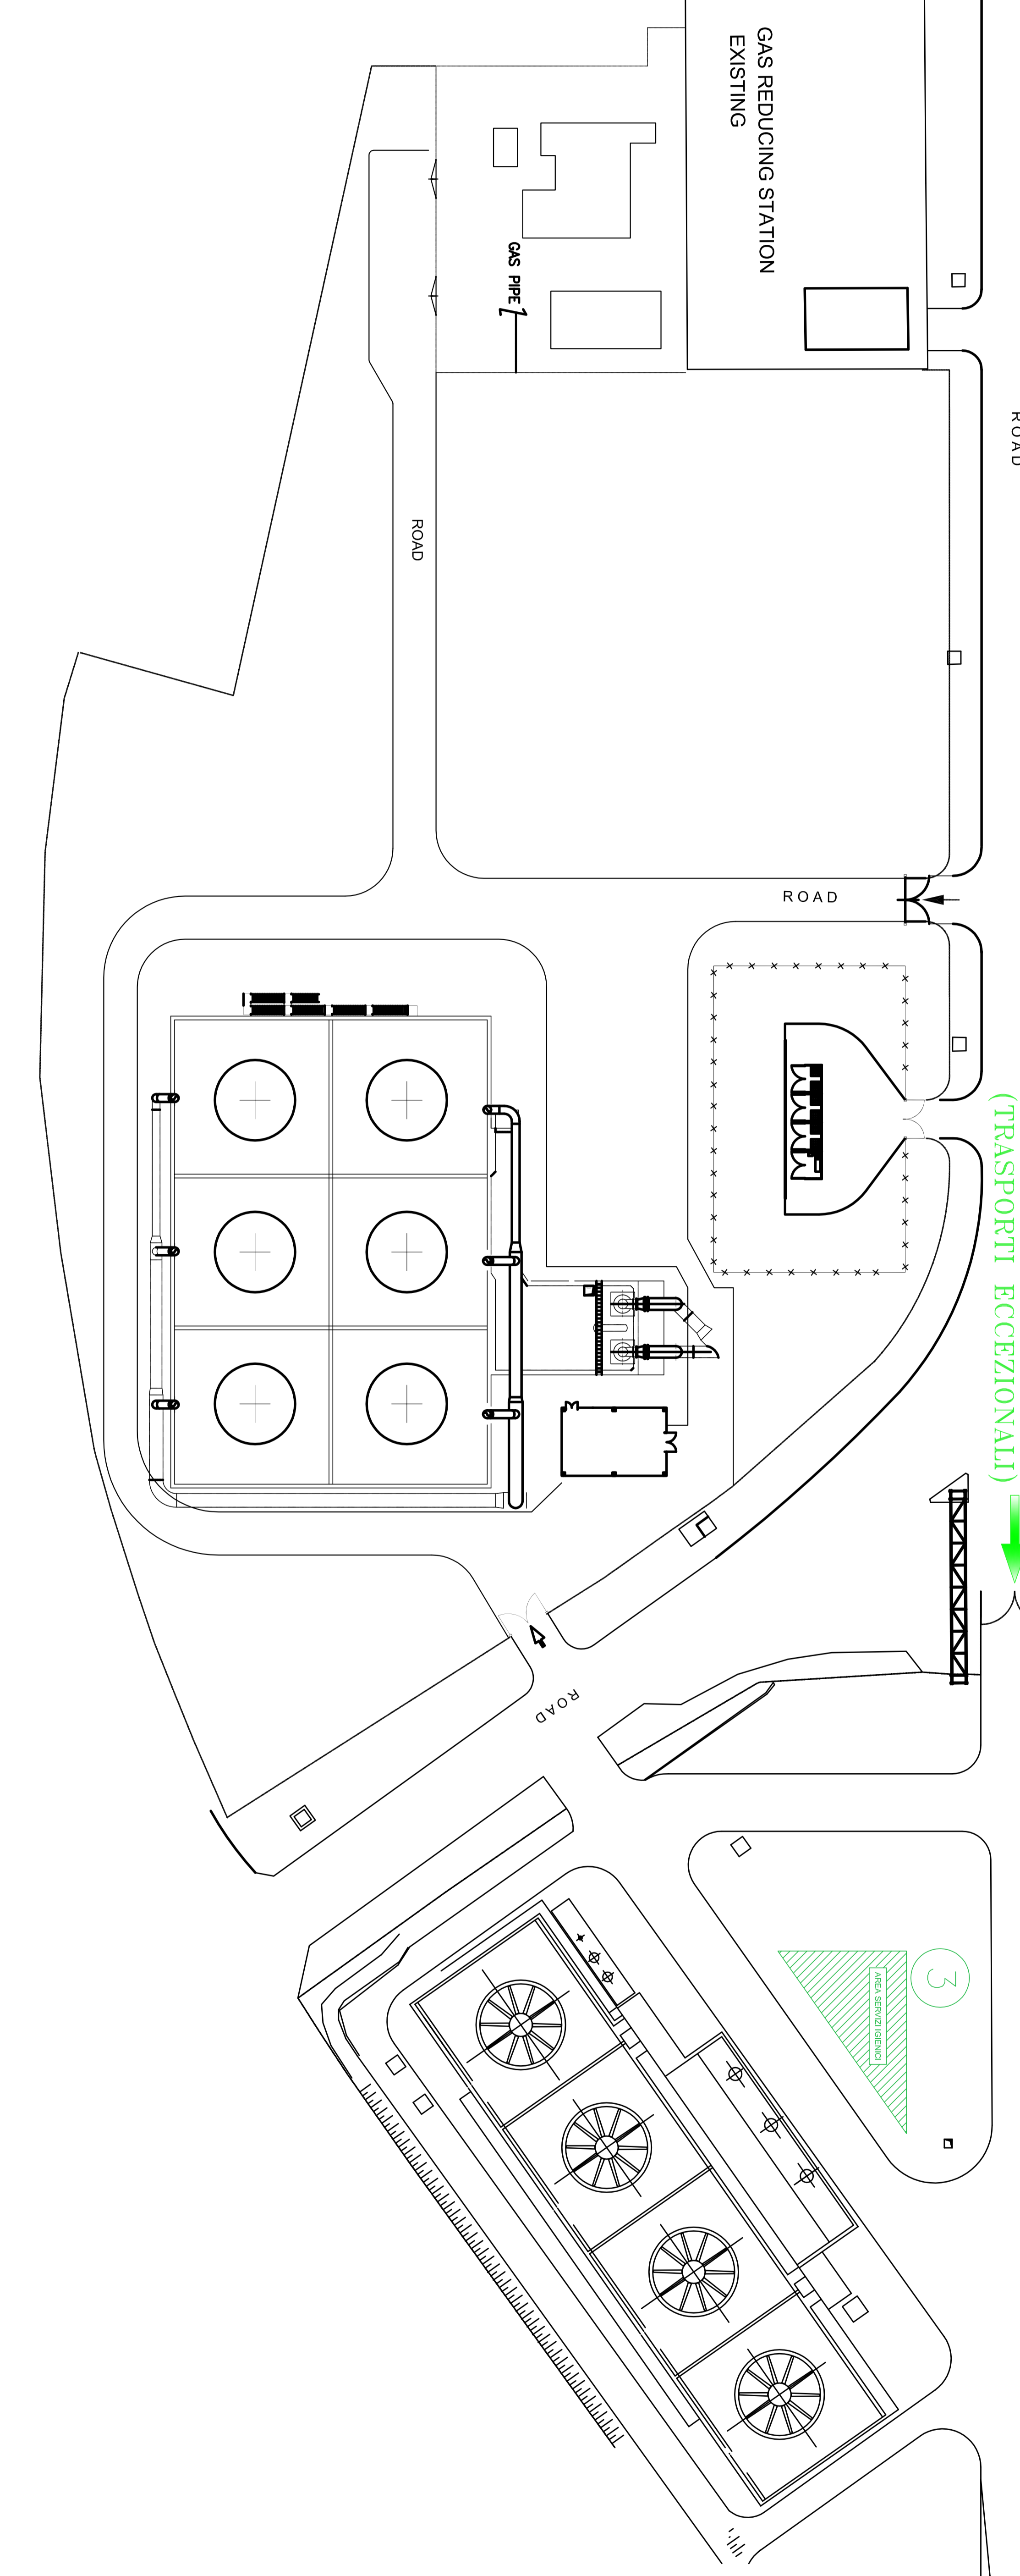 GAS REDUCING STATION
EXISTING
GAS PIPE
ROAD
ROAD
ROAD
(TRASPORTI ECCEZIONALI)
ROAD
3
AREA SERVIZI IGIENICI